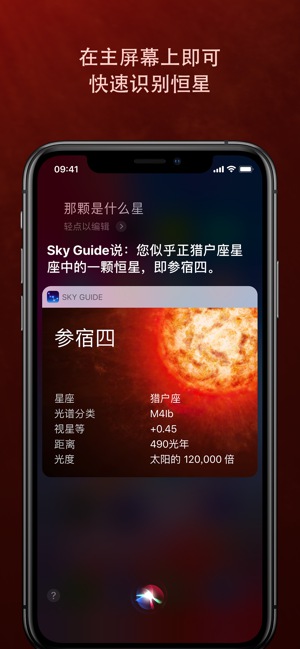 在主屏幕上即可
快速识别恒星
09:41
那颗是什么星
轻点以编辑
Sky Guide说：您似乎正猎户座星
座中的一颗恒星，即参宿四。
SKY GUIDE
参宿四
星座 猎户座
光谱分类 M4Ib
视星等 +0.45
距离 490光年
光度 太阳的 120,000 倍
?